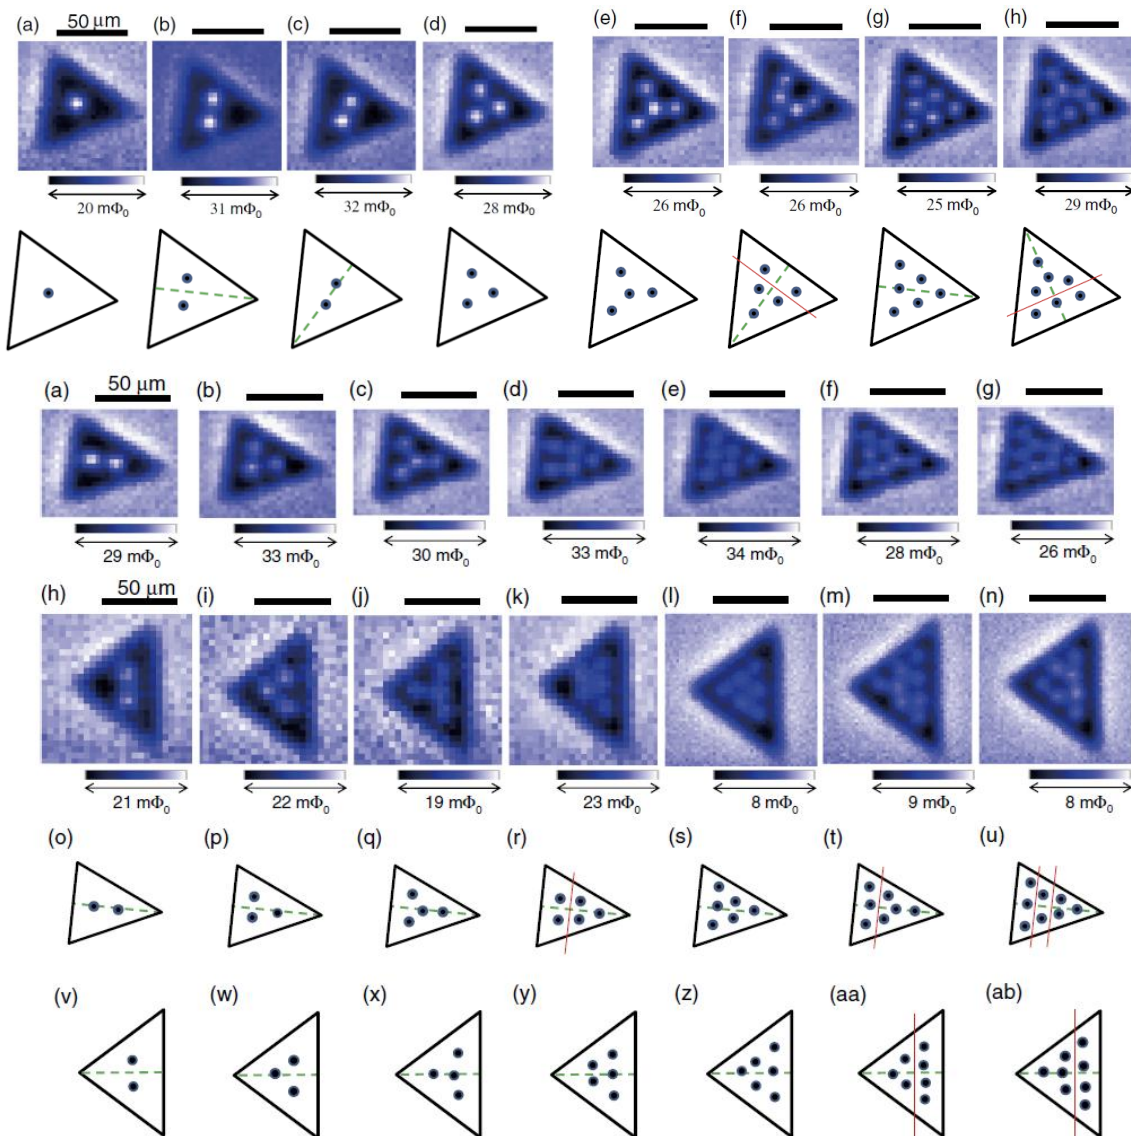 (a) 50 μm (b) (c) (d) (e) (f) (g) (h)
20 mΦ₀ 31 mΦ₀ 32 mΦ₀ 28 mΦ₀ 26 mΦ₀ 26 mΦ₀ 25 mΦ₀ 29 mΦ₀
(a) 50 μm (b) (c) (d) (e) (f) (g)
29 mΦ₀ 33 mΦ₀ 30 mΦ₀ 33 mΦ₀ 34 mΦ₀ 28 mΦ₀ 26 mΦ₀
(h) 50 μm (i) (j) (k) (l) (m) (n)
21 mΦ₀ 22 mΦ₀ 19 mΦ₀ 23 mΦ₀ 8 mΦ₀ 9 mΦ₀ 8 mΦ₀
(o) (p) (q) (r) (s) (t) (u)
(v) (w) (x) (y) (z) (aa) (ab)